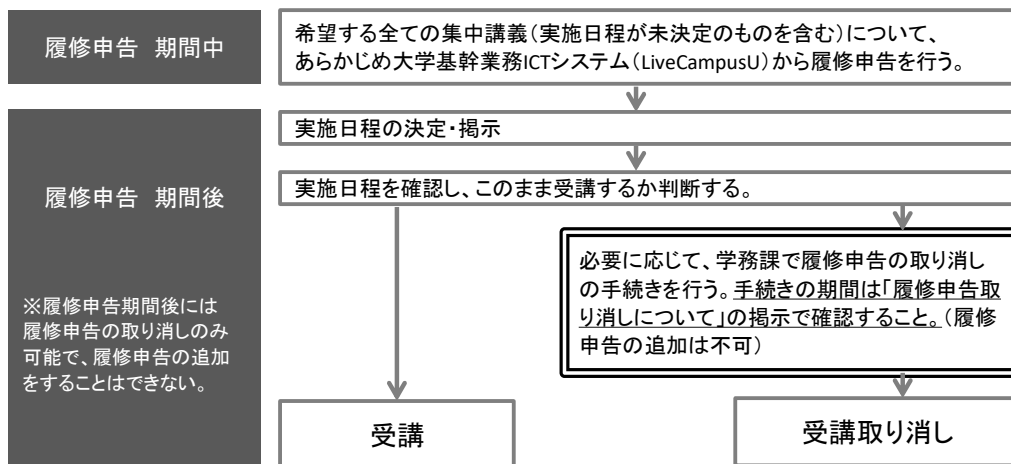 履修申告　期間中
希望する全ての集中講義（実施日程が未決定のものを含む）について、
あらかじめ大学基幹業務ICTシステム（LiveCampusU）から履修申告を行う。
実施日程の決定・掲示
履修申告　期間後
実施日程を確認し、このまま受講するか判断する。
必要に応じて、学務課で履修申告の取り消し
の手続きを行う。手続きの期間は「履修申告取
り消しについて」の掲示で確認すること。（履修
申告の追加は不可）
※履修申告期間後には
履修申告の取り消しのみ
可能で、履修申告の追加
をすることはできない。
受講
受講取り消し